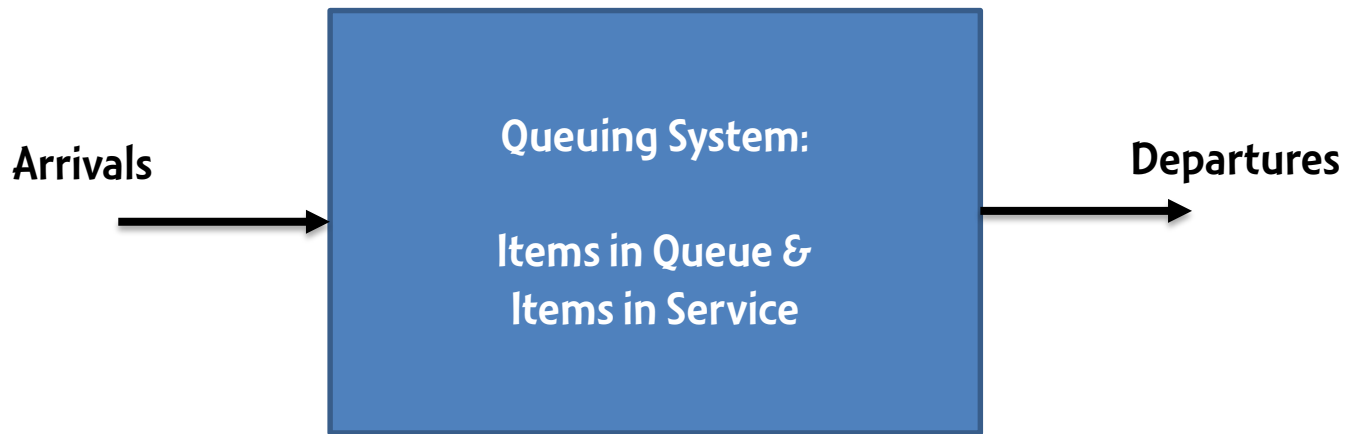 Arrivals
Queuing System:
Items in Queue &
Items in Service
Departures